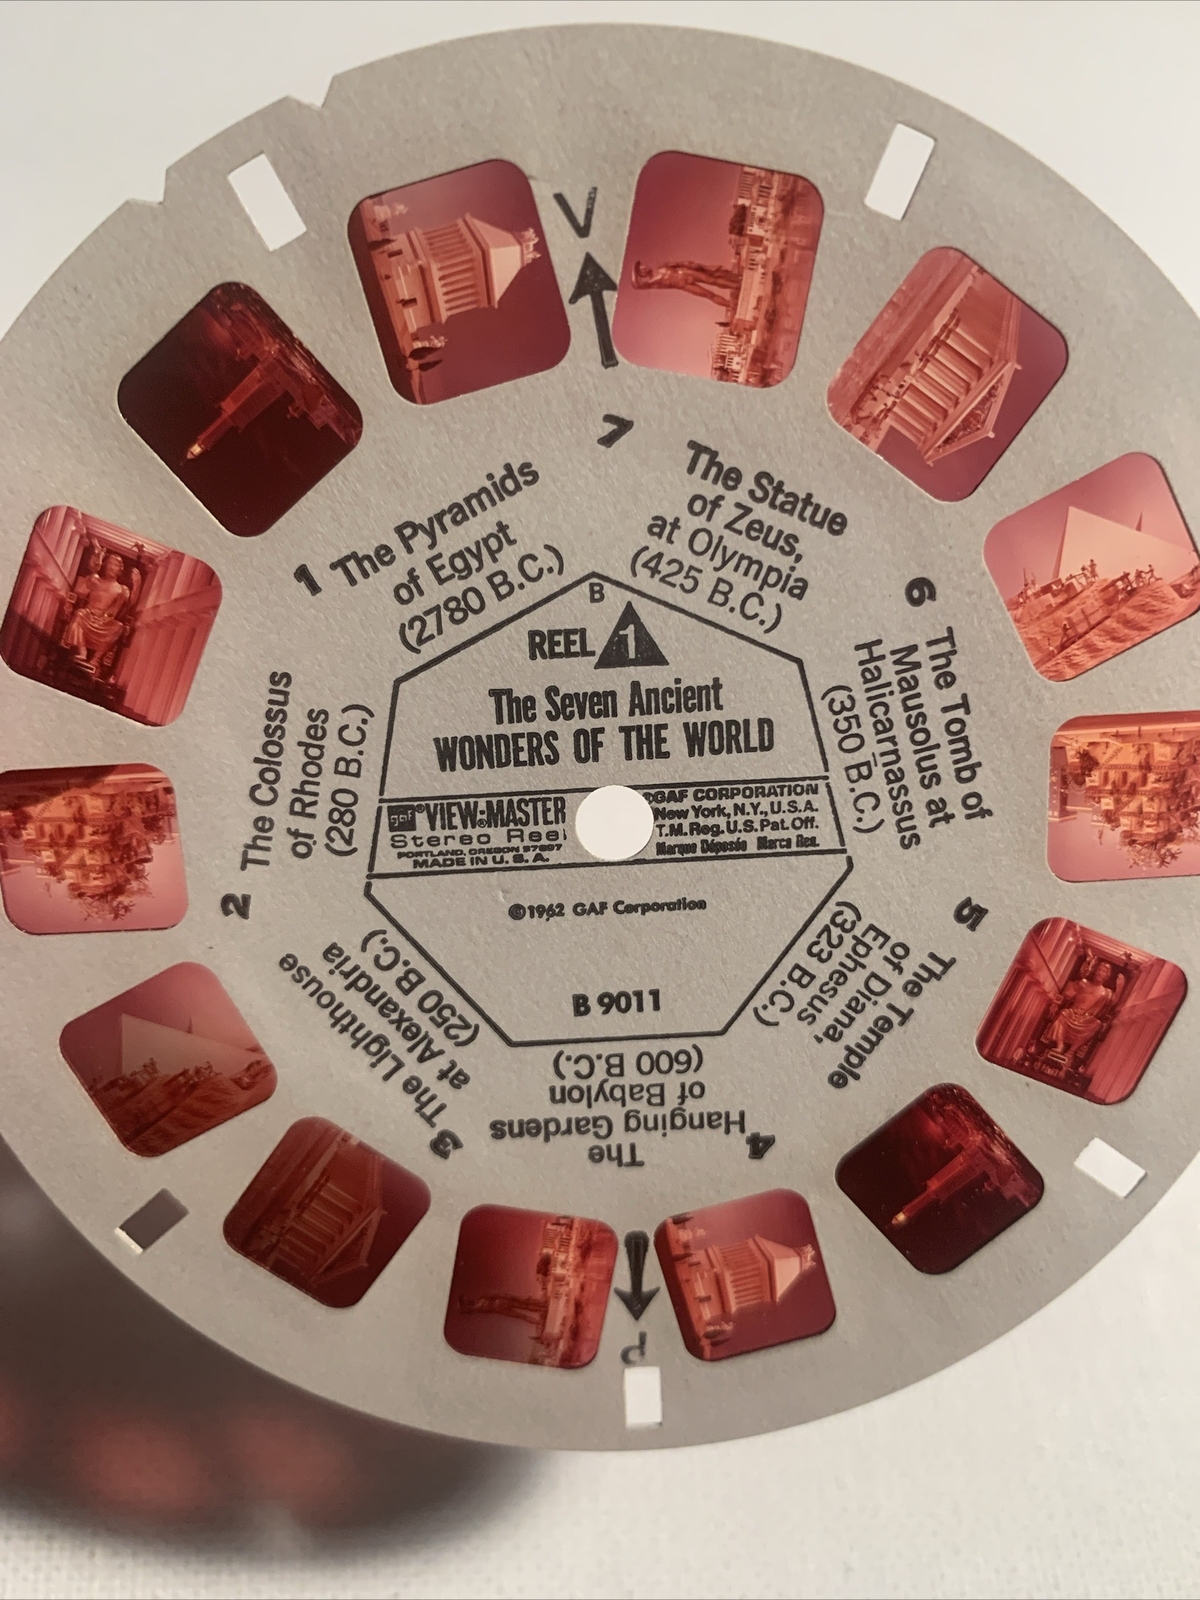 V
7
The Statue
of Zeus,
at Olympia
(425 B.C.)
1
The Pyramids
of Egypt
(2780 B.C.)
2
The Colossus
of Rhodes
(280 B.C.)
3
The Lighthouse
at Alexandria
(250 B.C.)
4
The
Hanging Gardens
of Babylon
(600 B.C.)
5
The Temple
of Diana,
Ephesus
(323 B.C.)
6
The Tomb of
Mausolus at
Halicarnassus
(350 B.C.)
B
REEL 1
The Seven Ancient
WONDERS OF THE WORLD
gaf® VIEW-MASTER
Stereo Reel
PORTLAND, OREGON 97207
MADE IN U.S.A.
©GAF CORPORATION
New York, N.Y., U.S.A.
T.M. Reg. U.S. Pat. Off.
Marque Déposée Marca Reg.
©1962 GAF Corporation
B 9011
P